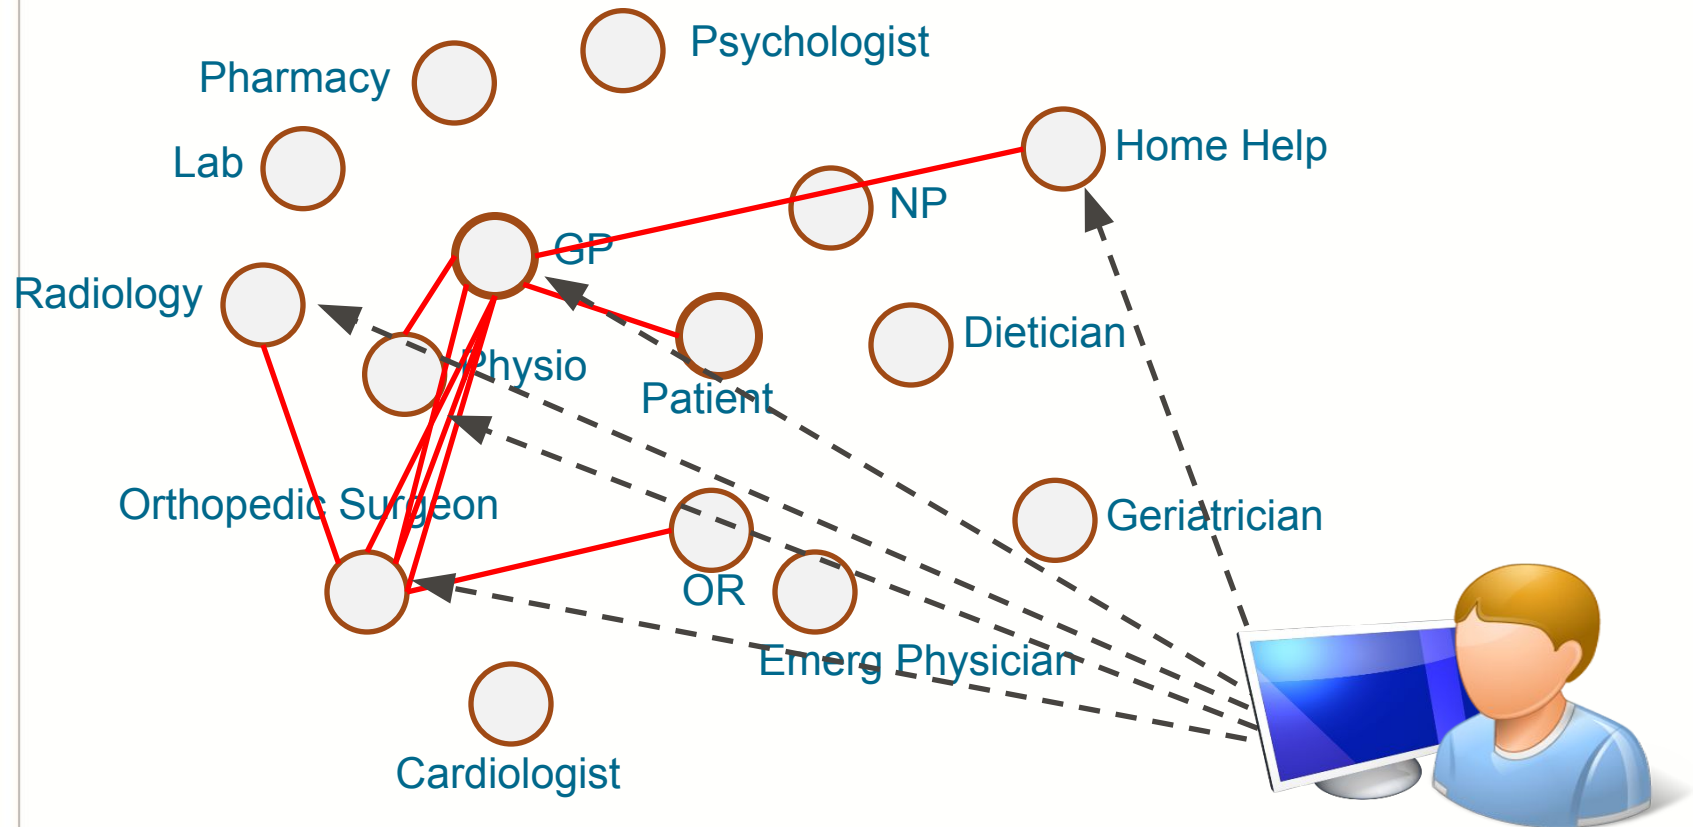 Psychologist
Pharmacy
Home Help
Lab
NP
GP
Radiology
Dietician
Physio
Patient
Orthopedic Surgeon
Geriatrician
OR
Emerg Physician
Cardiologist